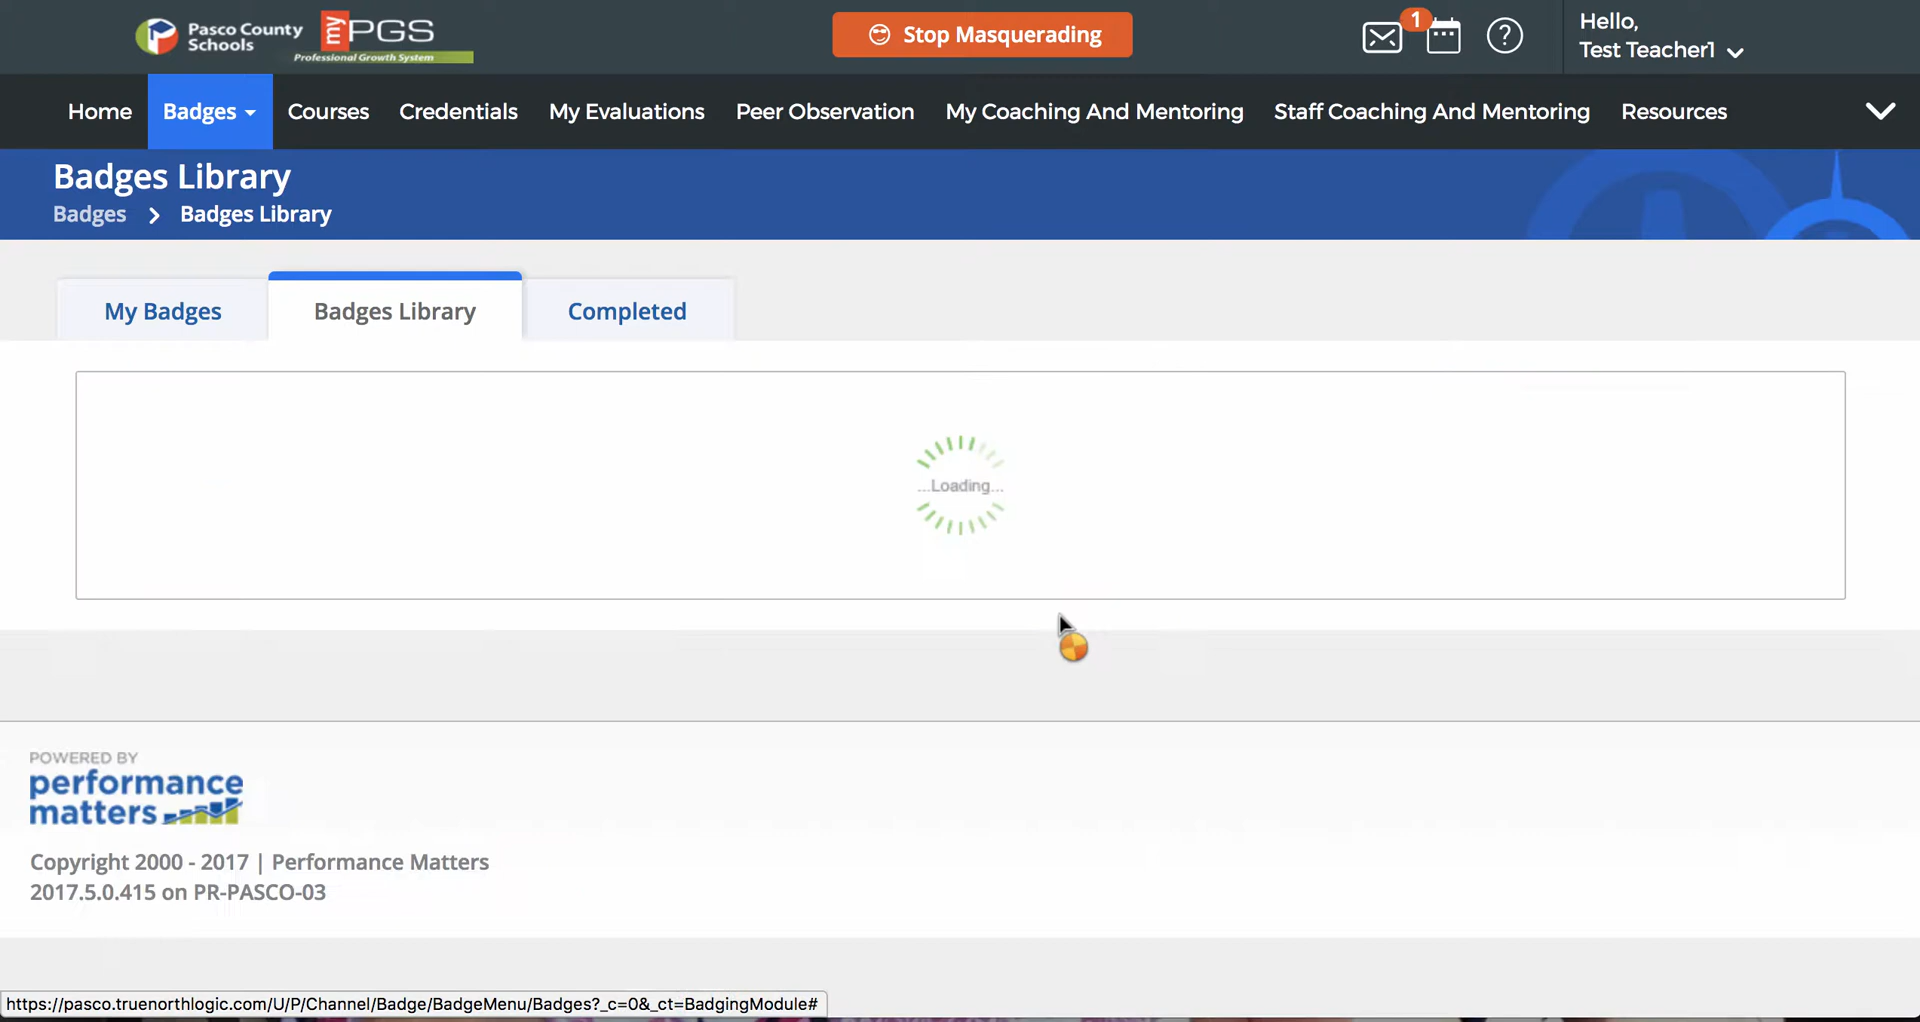 Pasco County
Schools
my PGS
Professional Growth System
Stop Masquerading
1
Hello,
Test Teacher1
Home
Badges
Courses
Credentials
My Evaluations
Peer Observation
My Coaching And Mentoring
Staff Coaching And Mentoring
Resources
Badges Library
Badges > Badges Library
My Badges
Badges Library
Completed
...Loading...
POWERED BY
performance
matters
Copyright 2000 - 2017 | Performance Matters
2017.5.0.415 on PR-PASCO-03
https://pasco.truenorthlogic.com/U/P/Channel/Badge/BadgeMenu/Badges?_c=0&_ct=BadgingModule#